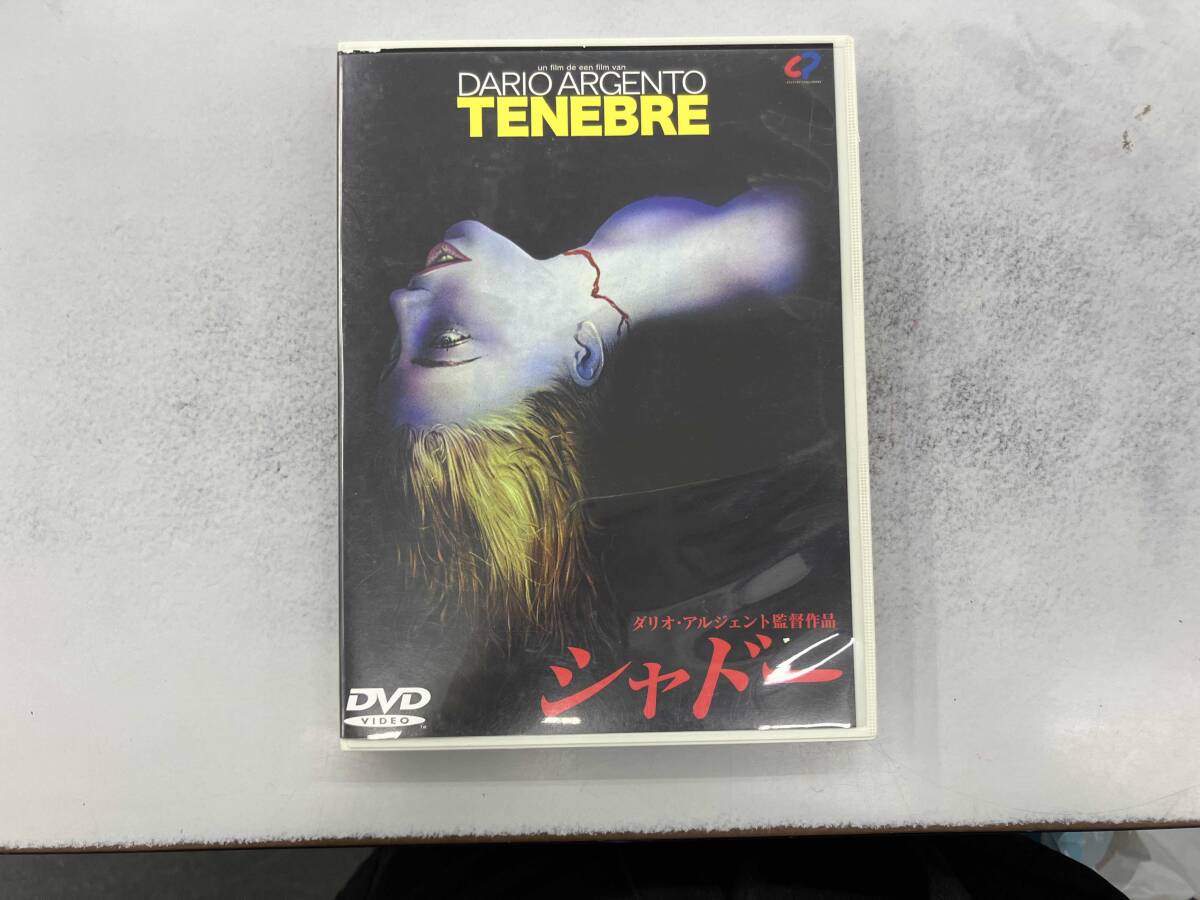 un film de een film van
DARIO ARGENTO
TENEBRE
ダリオ・アルジェント監督作品
シャドー
DVD
VIDEO
TM